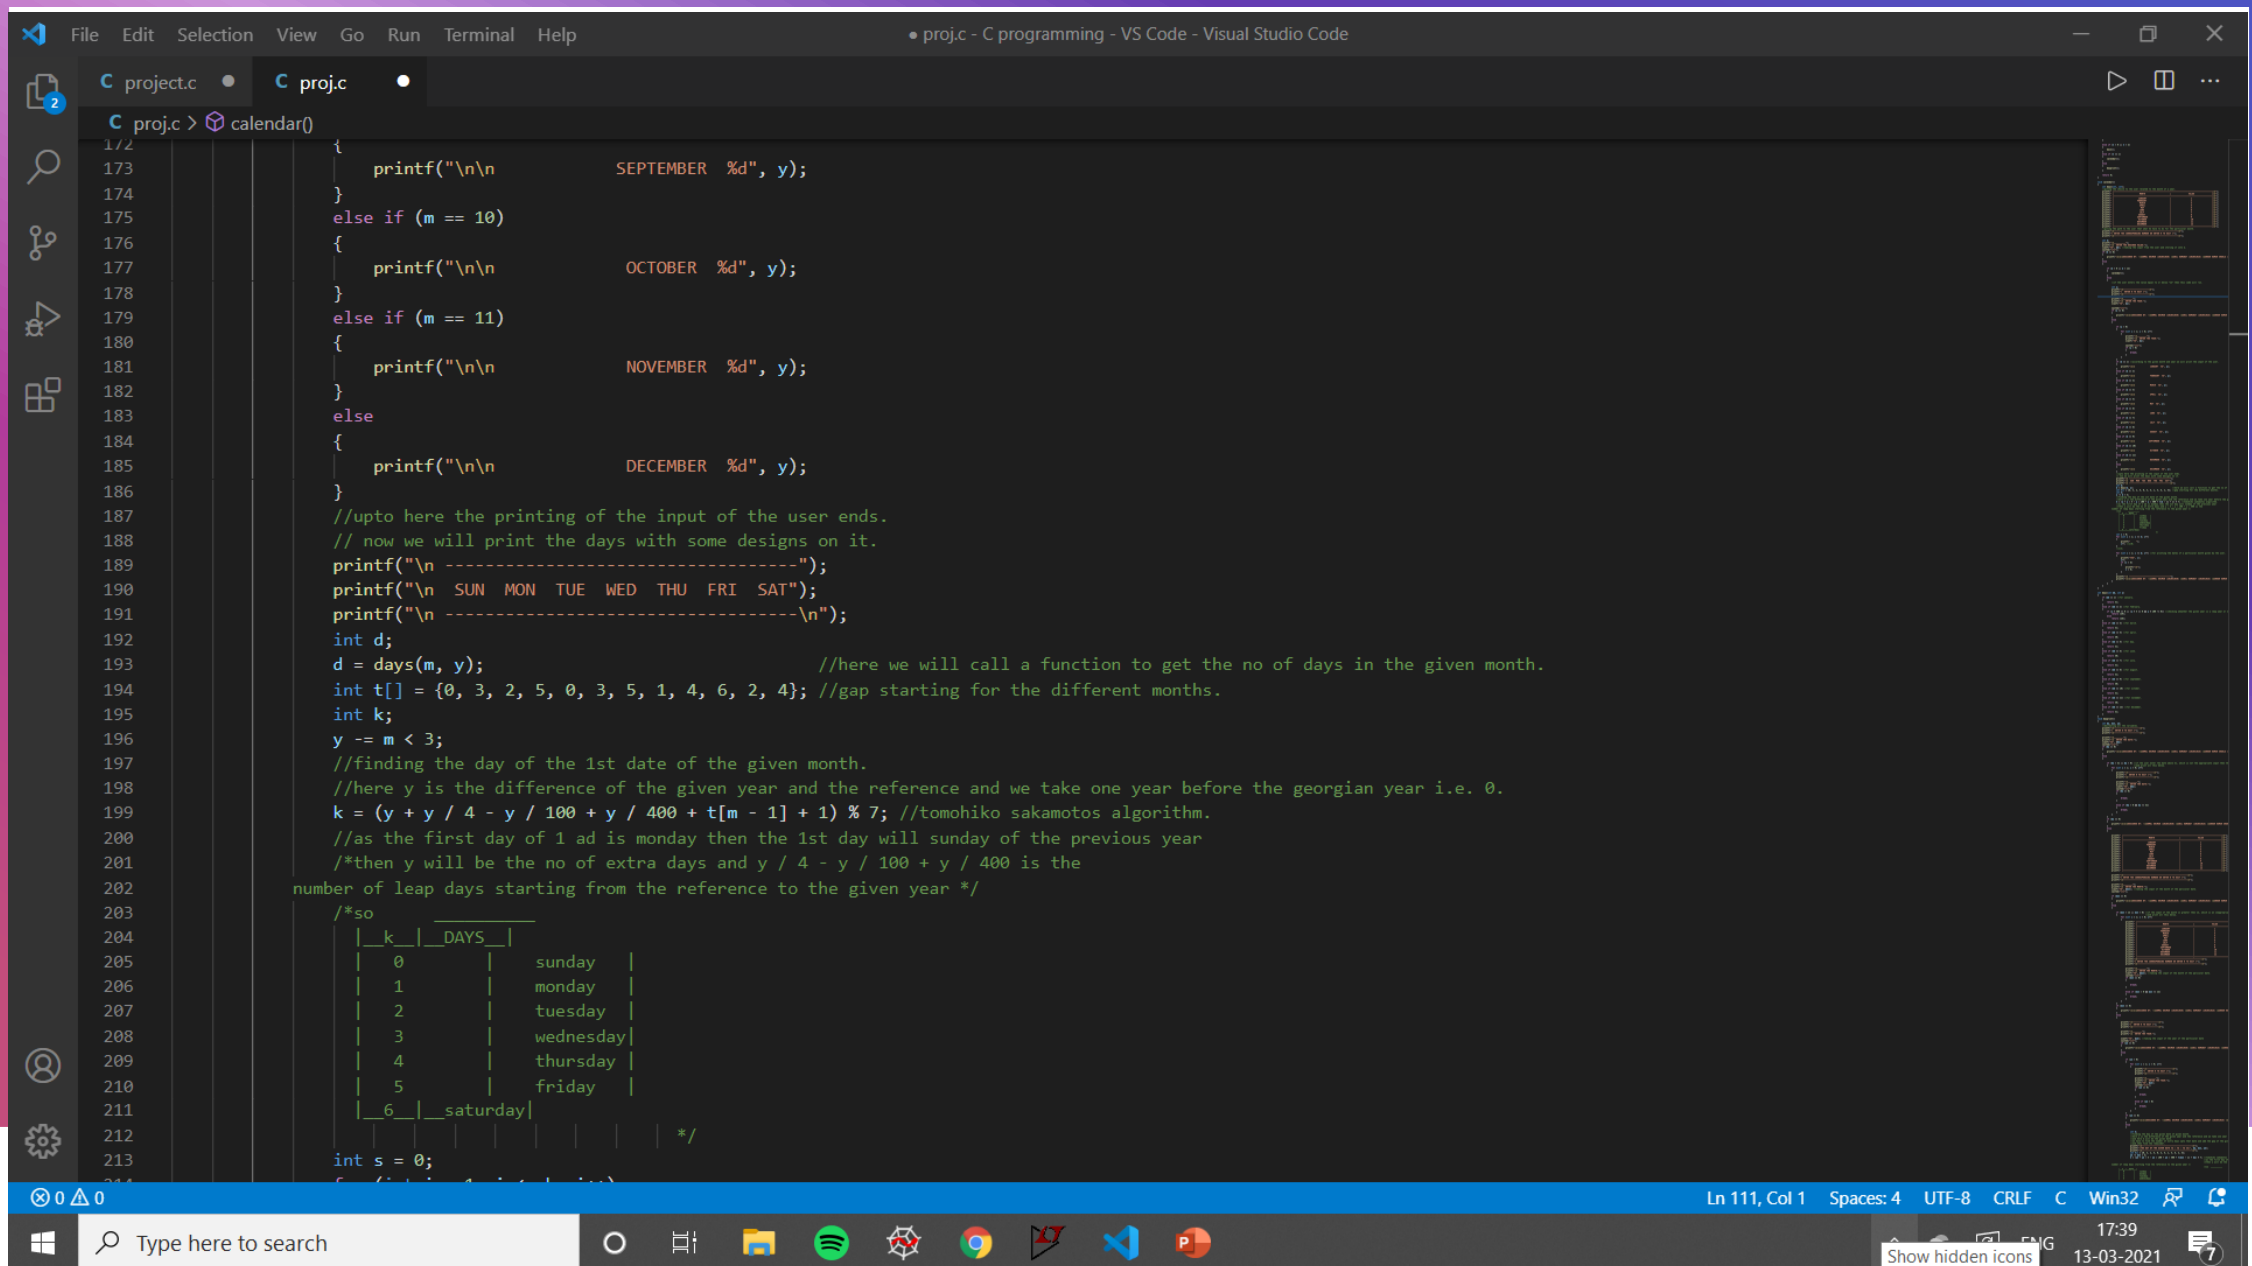 File Edit Selection View Go Run Terminal Help
● proj.c - C programming - VS Code - Visual Studio Code
C project.c ●
C proj.c ●
C proj.c > calendar()
2
172 {
173 printf("\n\n            SEPTEMBER  %d", y);
174 }
175 else if (m == 10)
176 {
177 printf("\n\n             OCTOBER  %d", y);
178 }
179 else if (m == 11)
180 {
181 printf("\n\n             NOVEMBER  %d", y);
182 }
183 else
184 {
185 printf("\n\n             DECEMBER  %d", y);
186 }
187 //upto here the printing of the input of the user ends.
188 // now we will print the days with some designs on it.
189 printf("\n -----------------------------------");
190 printf("\n  SUN  MON  TUE  WED  THU  FRI  SAT");
191 printf("\n -----------------------------------\n");
192 int d;
193 d = days(m, y);                                 //here we will call a function to get the no of days in the given month.
194 int t[] = {0, 3, 2, 5, 0, 3, 5, 1, 4, 6, 2, 4}; //gap starting for the different months.
195 int k;
196 y -= m < 3;
197 //finding the day of the 1st date of the given month.
198 //here y is the difference of the given year and the reference and we take one year before the georgian year i.e. 0.
199 k = (y + y / 4 - y / 100 + y / 400 + t[m - 1] + 1) % 7; //tomohiko sakamotos algorithm.
200 //as the first day of 1 ad is monday then the 1st day will sunday of the previous year
201 /*then y will be the no of extra days and y / 4 - y / 100 + y / 400 is the
202 number of leap days starting from the reference to the given year */
203 /*so      __________
204 |__k__|__DAYS__|
205 |   0        |    sunday   |
206 |   1        |    monday   |
207 |   2        |    tuesday  |
208 |   3        |    wednesday|
209 |   4        |    thursday |
210 |   5        |    friday   |
211 |__6__|__saturday|
212 */
213 int s = 0;
0 0
Ln 111, Col 1 Spaces: 4 UTF-8 CRLF C Win32
Type here to search
17:39
13-03-2021
7
Show hidden icons